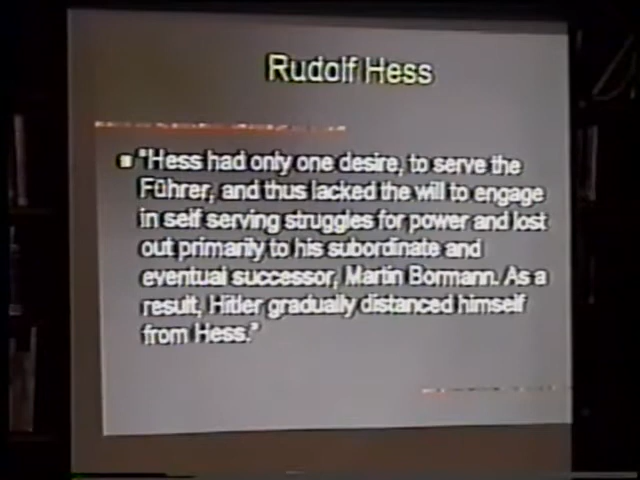 Rudolf Hess
"Hess had only one desire, to serve the
Führer, and thus lacked the will to engage
in self serving struggles for power and lost
out primarily to his subordinate and
eventual successor, Martin Bormann. As a
result, Hitler gradually distanced himself
from Hess."